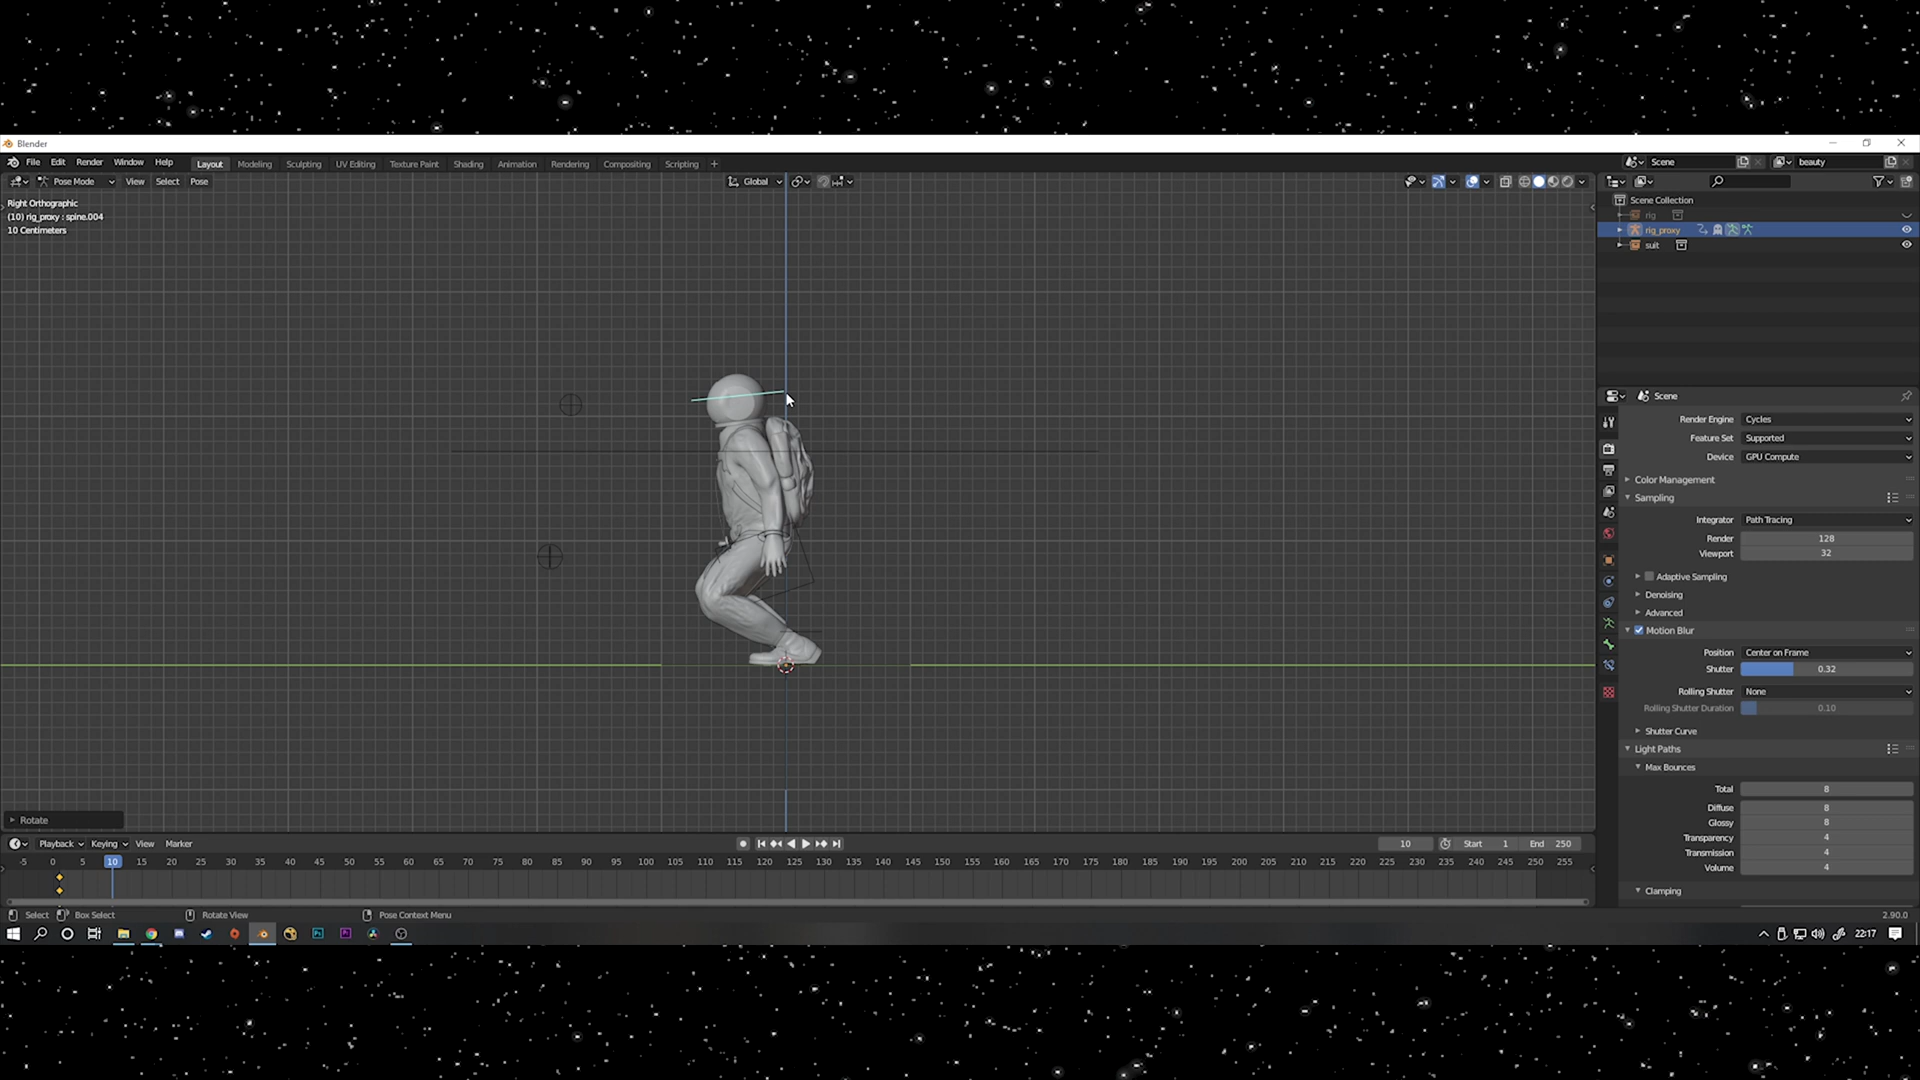 Blender
File Edit Render Window Help Layout Modeling Sculpting UV Editing Texture Paint Shading Animation Rendering Compositing Scripting + Scene beauty
Pose Mode View Select Pose Global
Right Orthographic
(10) rig_proxy : spine.004
10 Centimeters
Scene Collection
rig
rig_proxy
suit
Scene
Render Engine Cycles
Feature Set Supported
Device GPU Compute
Color Management
Sampling
Integrator Path Tracing
Render 128
Viewport 32
Adaptive Sampling
Denoising
Advanced
Motion Blur
Position Center on Frame
Shutter 0.32
Rolling Shutter None
Rolling Shutter Duration 0.10
Shutter Curve
Light Paths
Max Bounces
Total 8
Diffuse 8
Glossy 8
Transparency 4
Transmission 4
Volume 4
Clamping
Rotate
Playback Keying View Marker 10 Start 1 End 250
-5 0 5 10 15 20 25 30 35 40 45 50 55 60 65 70 75 80 85 90 95 100 105 110 115 120 125 130 135 140 145 150 155 160 165 170 175 180 185 190 195 200 205 210 215 220 225 230 235 240 245 250 255
Select Box Select Rotate View Pose Context Menu 2.90.0
22:17